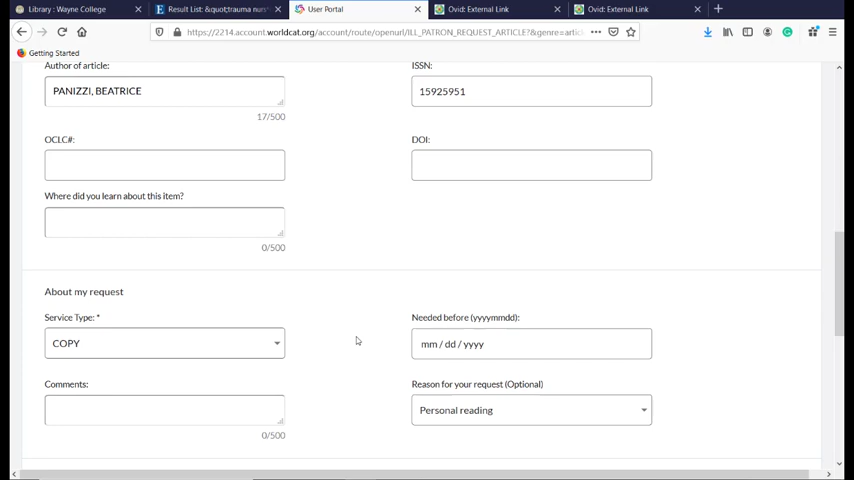 Library : Wayne College
Result List: &quot;trauma nurs
User Portal
Ovid: External Link
Ovid: External Link
https://2214.account.worldcat.org/account/route/openurl/ILL_PATRON_REQUEST_ARTICLE?&genre=artic
Getting Started
Author of article:
ISSN:
PANIZZI, BEATRICE
15925951
17/500
OCLC#:
DOI:
Where did you learn about this item?
0/500
About my request
Service Type: *
Needed before (yyyymmdd):
COPY
mm / dd / yyyy
Comments:
Reason for your request (Optional)
Personal reading
0/500